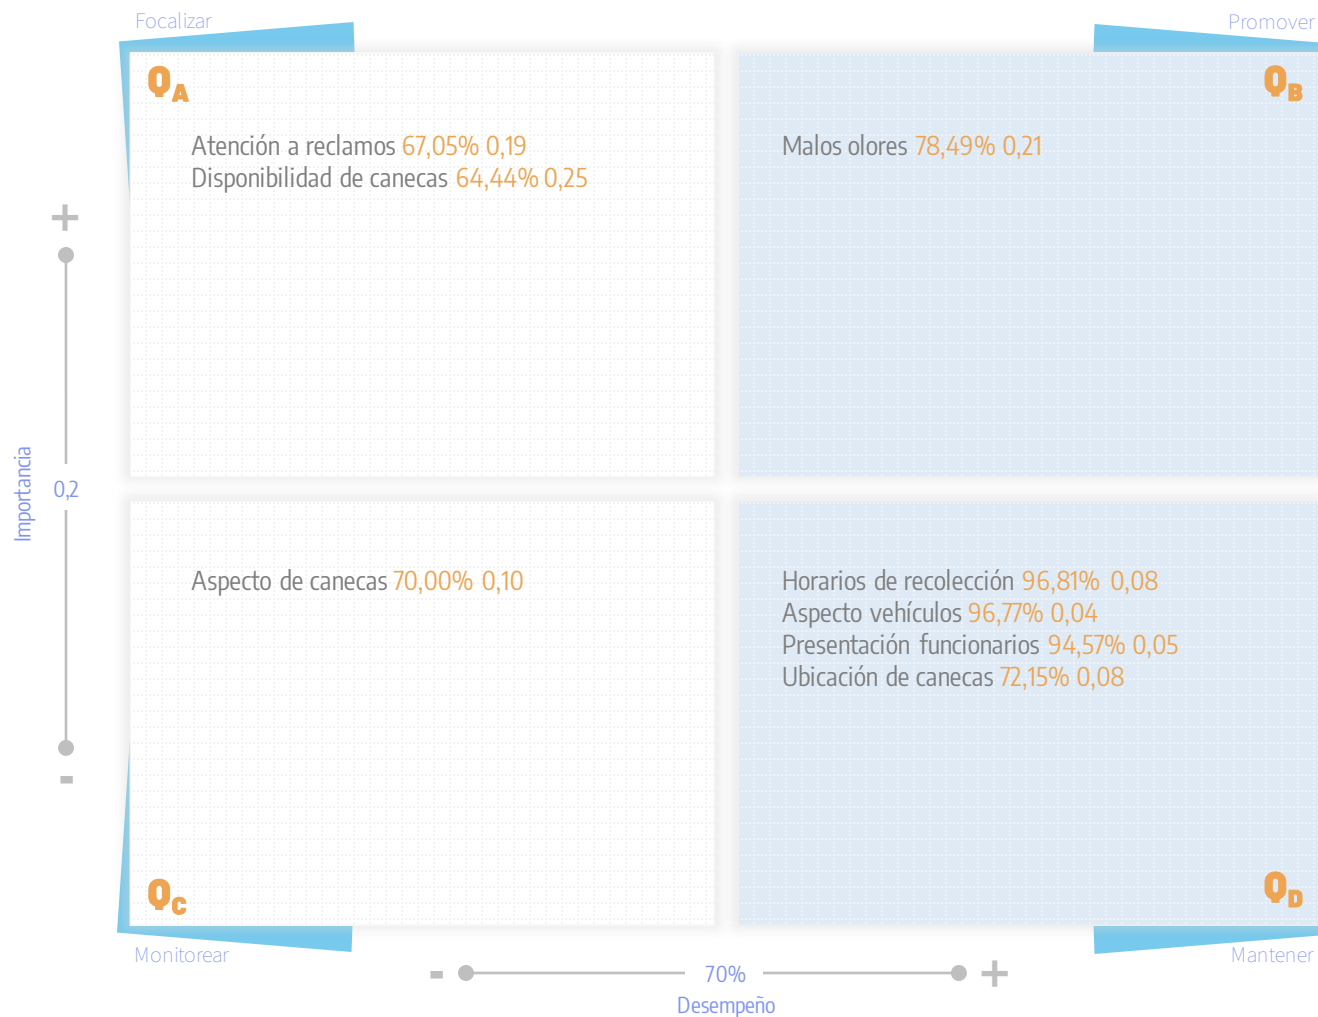 Focalizar
Promover
QA
QB
Atención a reclamos 67,05% 0,19
Disponibilidad de canecas 64,44% 0,25
Malos olores 78,49% 0,21
+
Importancia
0,2
Aspecto de canecas 70,00% 0,10
Horarios de recolección 96,81% 0,08
Aspecto vehículos 96,77% 0,04
Presentación funcionarios 94,57% 0,05
Ubicación de canecas 72,15% 0,08
-
QC
QD
Monitorear
Mantener
- 70% +
Desempeño